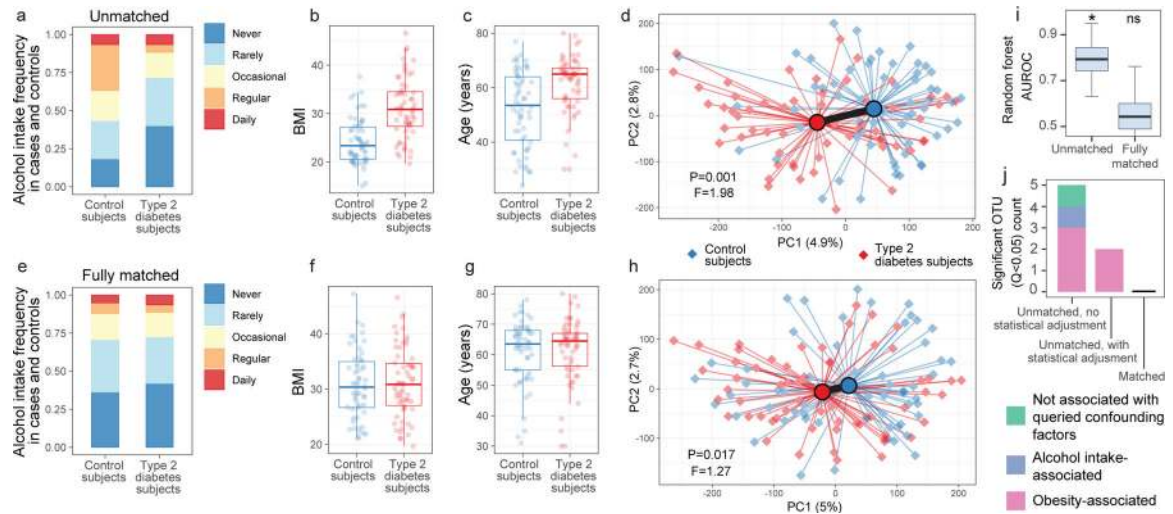 a
Unmatched
Alcohol intake frequency
in cases and controls
1.00
0.75
0.50
0.25
0.00
Control
subjects
Type 2
diabetes
subjects
Never
Rarely
Occasional
Regular
Daily
b
BMI
40
30
20
Control
subjects
Type 2
diabetes
subjects
c
Age (years)
80
60
40
Control
subjects
Type 2
diabetes
subjects
d
PC2 (2.8%)
200
100
0
-100
-200
P=0.001
F=1.98
-200
-100
0
100
200
PC1 (4.9%)
Control
subjects
Type 2
diabetes subjects
e
Fully matched
Alcohol intake frequency
in cases and controls
1.00
0.75
0.50
0.25
0.00
Control
subjects
Type 2
diabetes
subjects
Never
Rarely
Occasional
Regular
Daily
f
BMI
40
30
20
Control
subjects
Type 2
diabetes
subjects
g
Age (years)
80
70
60
50
40
30
Control
subjects
Type 2
diabetes
subjects
h
PC2 (2.7%)
200
100
0
-100
P=0.017
F=1.27
-200
-100
0
100
200
PC1 (5%)
i
Random forest
AUROC
0.9
0.7
0.5
*
ns
Unmatched
Fully
matched
j
Significant OTU
(Q<0.05) count
5
4
3
2
1
0
Unmatched, no
statistical adjustment
Unmatched, with
statistical adjusment
Matched
Not associated with
queried confounding
factors
Alcohol intake-
associated
Obesity-associated